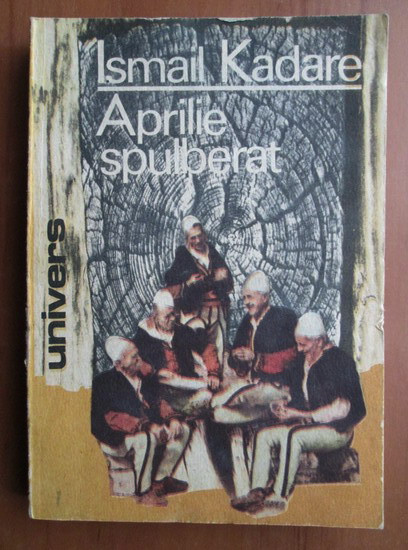 Ismail Kadare
Aprilie
spulberat
univers